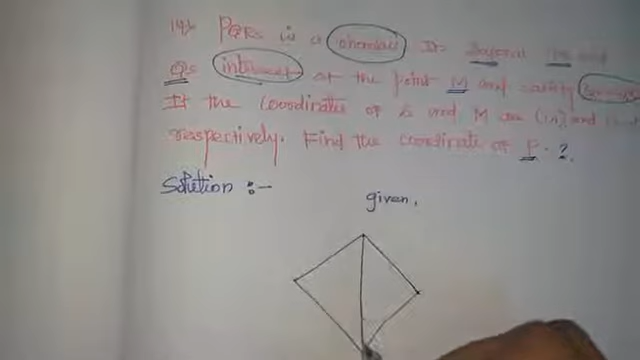 14) PQRS is a rhombus Its diagonal PR and
QS intersect at the point M and satisfy
If the coordinates of S and M are (1,1) and
respectively. Find the coordinate of P. ?
Solution :-
given,